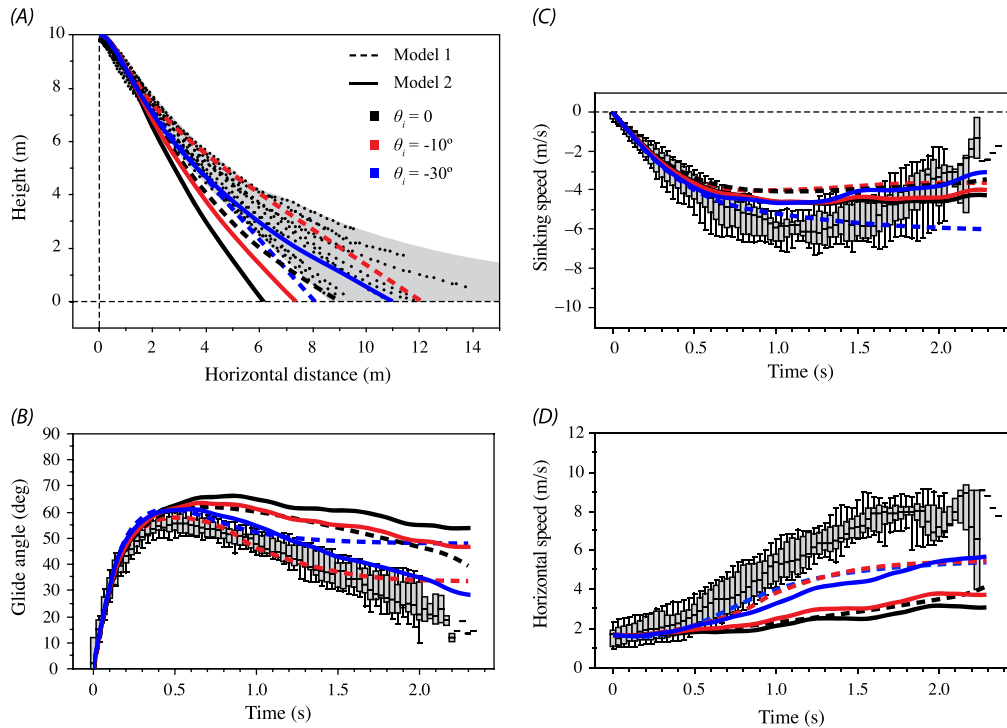 (A)
10
8
6
4
2
0
Height (m)
0 2 4 6 8 10 12 14
Horizontal distance (m)
Model 1
Model 2
θi = 0
θi = -10º
θi = -30º
(C)
0
−2
−4
−6
−8
−10
Sinking speed (m/s)
0 0.5 1.0 1.5 2.0
Time (s)
(B)
90
80
70
60
50
40
30
20
10
0
Glide angle (deg)
0 0.5 1.0 1.5 2.0
Time (s)
(D)
12
10
8
6
4
2
0
Horizontal speed (m/s)
0 0.5 1.0 1.5 2.0
Time (s)